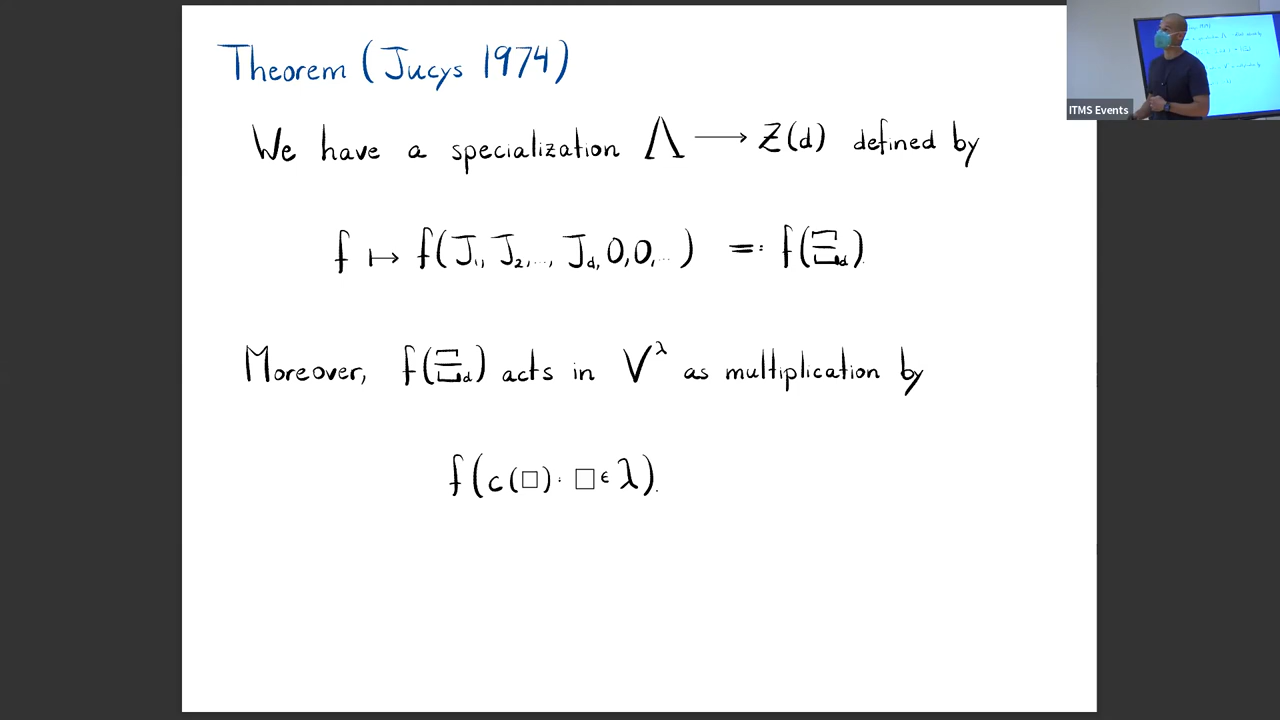 Theorem (Jucys 1974)
ITMS Events
We have a specialization Λ ⟶ Z(d) defined by
f ↦ f(J₁, J₂, ..., J_d, 0, 0, ...) =: f(Ξ_d).
Moreover, f(Ξ_d) acts in V^λ as multiplication by
f(c(□) : □ ∈ λ).